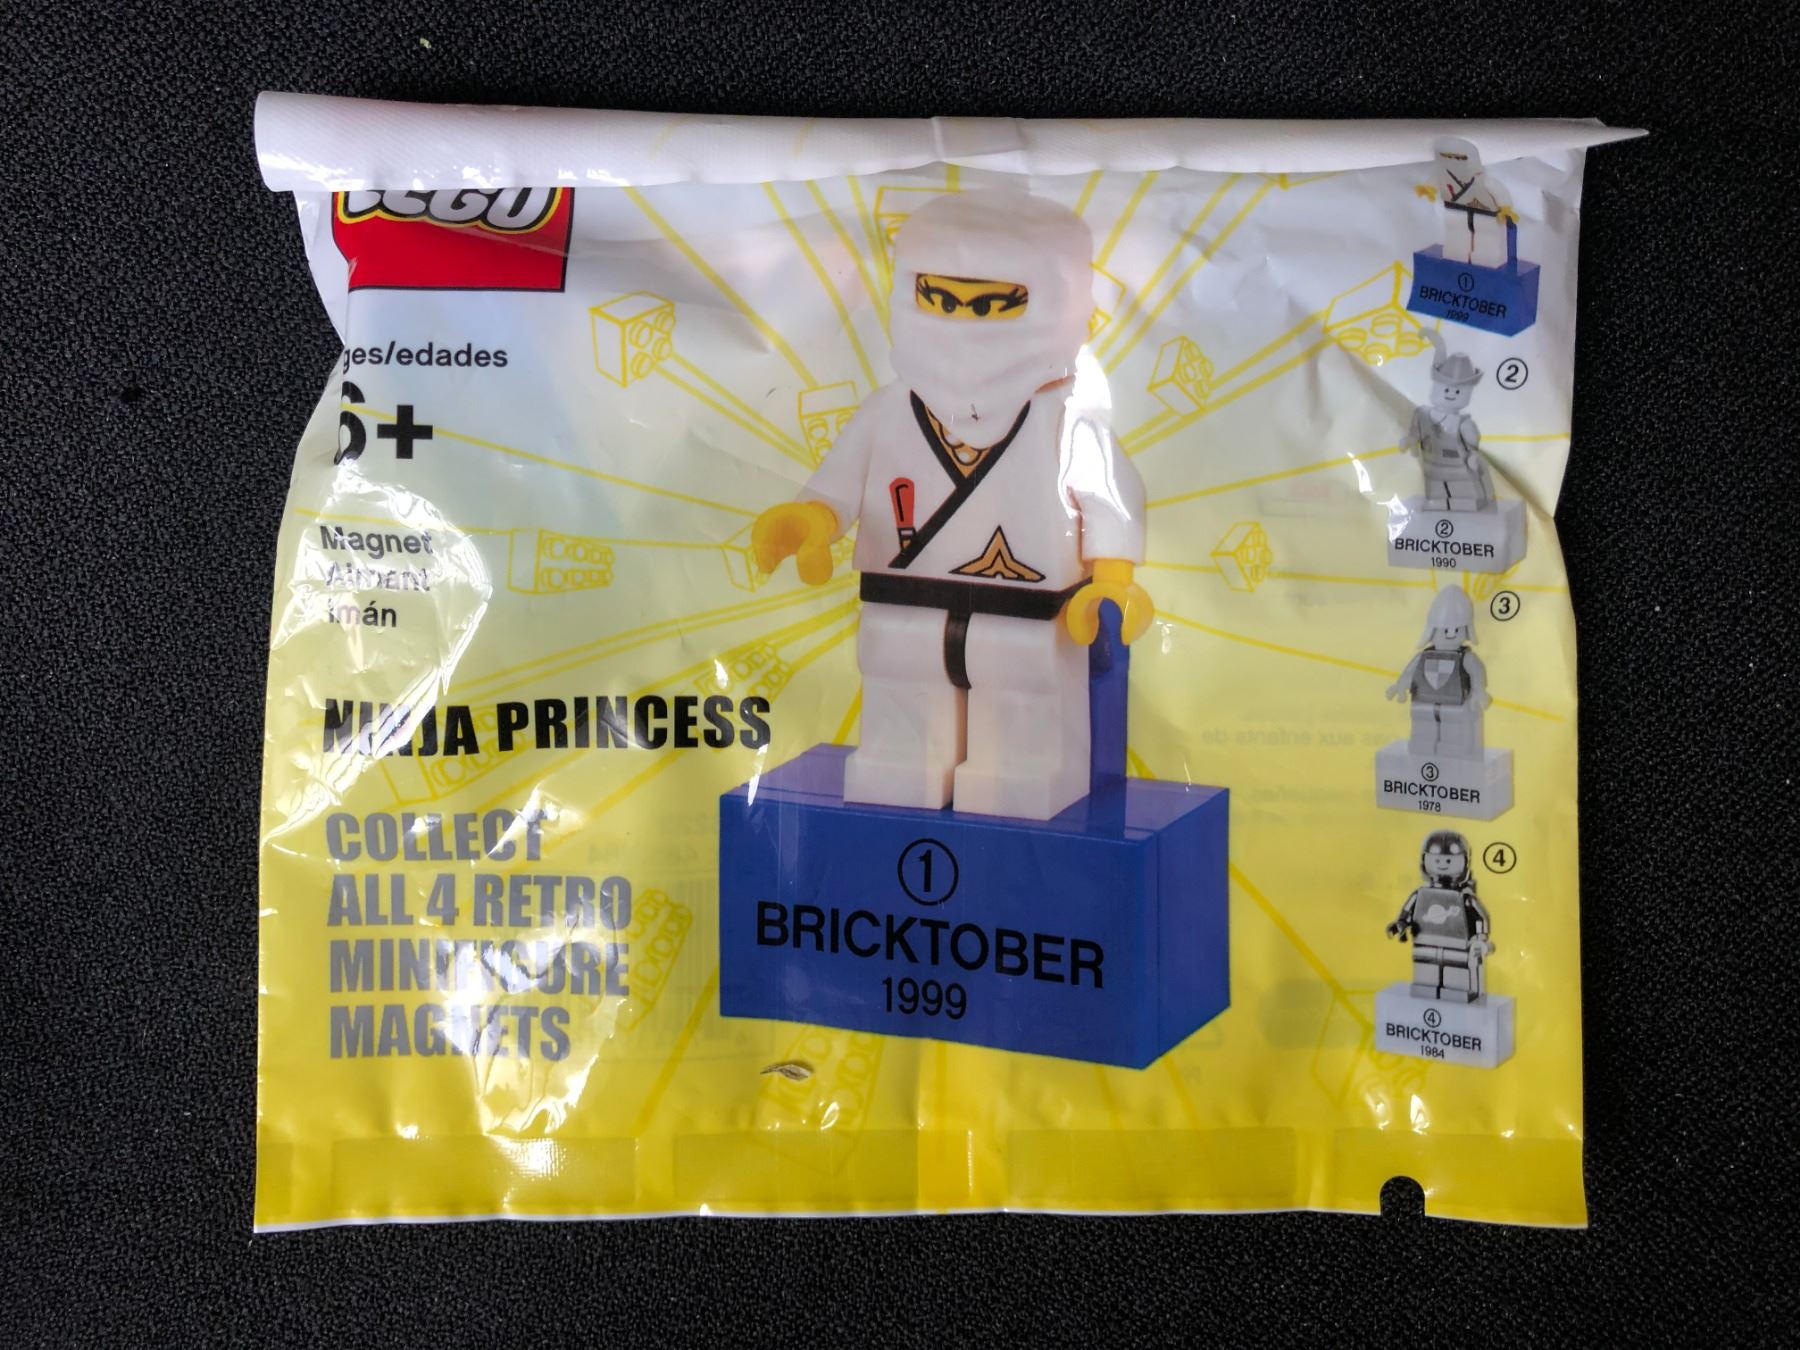 LEGO
ges/edades
6+
Magnet
Aimant
Imán
NINJA PRINCESS
COLLECT
ALL 4 RETRO
MINIFIGURE
MAGNETS
1
BRICKTOBER
1999
1
BRICKTOBER
1999
2
2
BRICKTOBER
1990
3
3
BRICKTOBER
1978
4
4
BRICKTOBER
1984